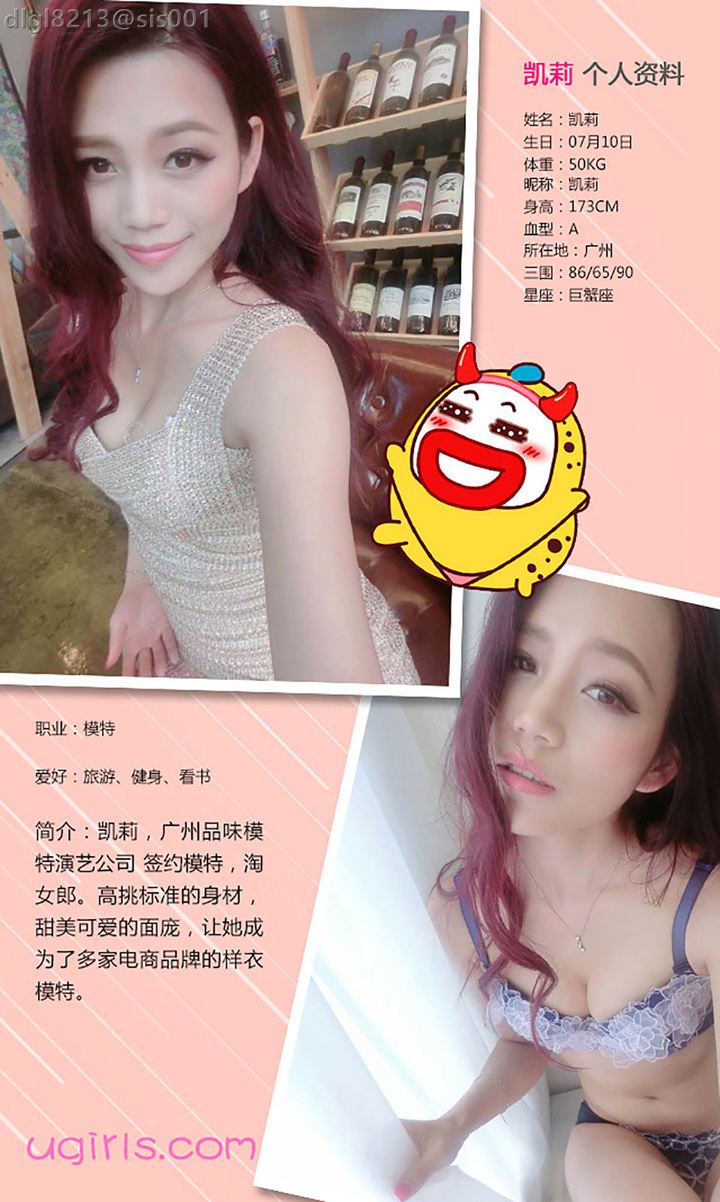 dlgl8213@sis001
凯莉 个人资料
姓名：凯莉
生日：07月10日
体重：50KG
昵称：凯莉
身高：173CM
血型：A
所在地：广州
三围：86/65/90
星座：巨蟹座
职业：模特
爱好：旅游、健身、看书
简介：凯莉，广州品味模
特演艺公司 签约模特，淘
女郎。高挑标准的身材，
甜美可爱的面庞，让她成
为了多家电商品牌的样衣
模特。
ugirls.com